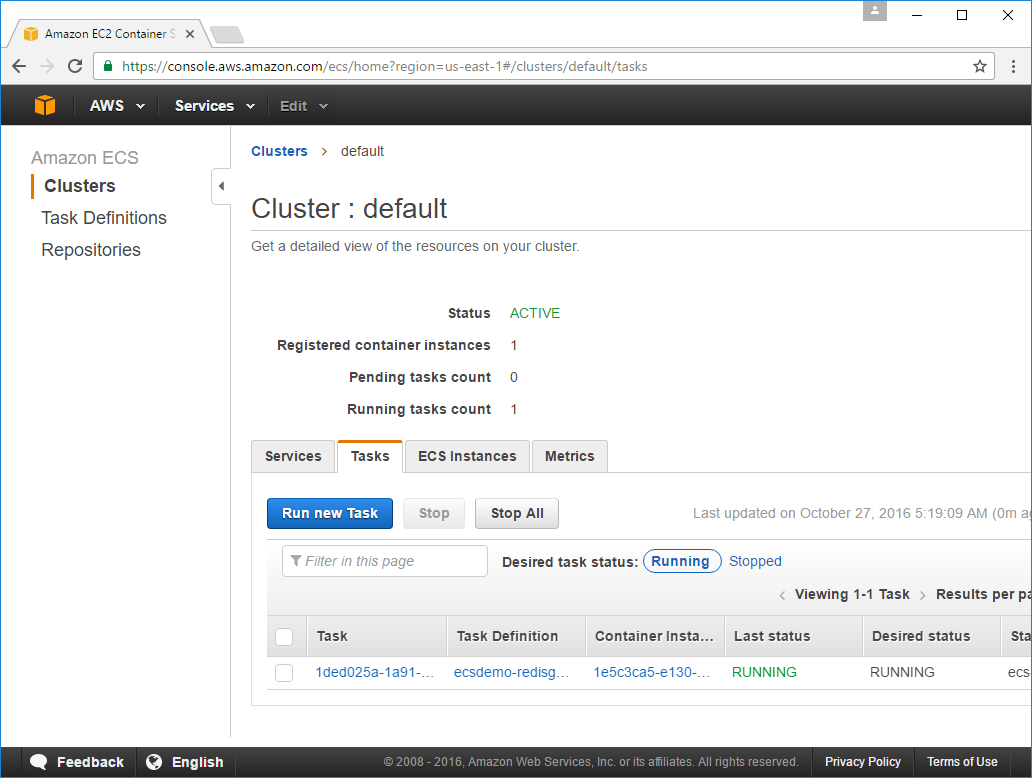 Amazon EC2 Container S
https://console.aws.amazon.com/ecs/home?region=us-east-1#/clusters/default/tasks
AWS Services Edit
Amazon ECS
Clusters
Task Definitions
Repositories
Clusters > default
Cluster : default
Get a detailed view of the resources on your cluster.
Status ACTIVE
Registered container instances 1
Pending tasks count 0
Running tasks count 1
Services Tasks ECS Instances Metrics
Run new Task Stop Stop All Last updated on October 27, 2016 5:19:09 AM (0m ag
Filter in this page Desired task status: Running Stopped
< Viewing 1-1 Task > Results per pa
Task Task Definition Container Insta... Last status Desired status Sta
1ded025a-1a91-... ecsdemo-redisg... 1e5c3ca5-e130-... RUNNING RUNNING ecs
Feedback English © 2008 - 2016, Amazon Web Services, Inc. or its affiliates. All rights reserved. Privacy Policy Terms of Use